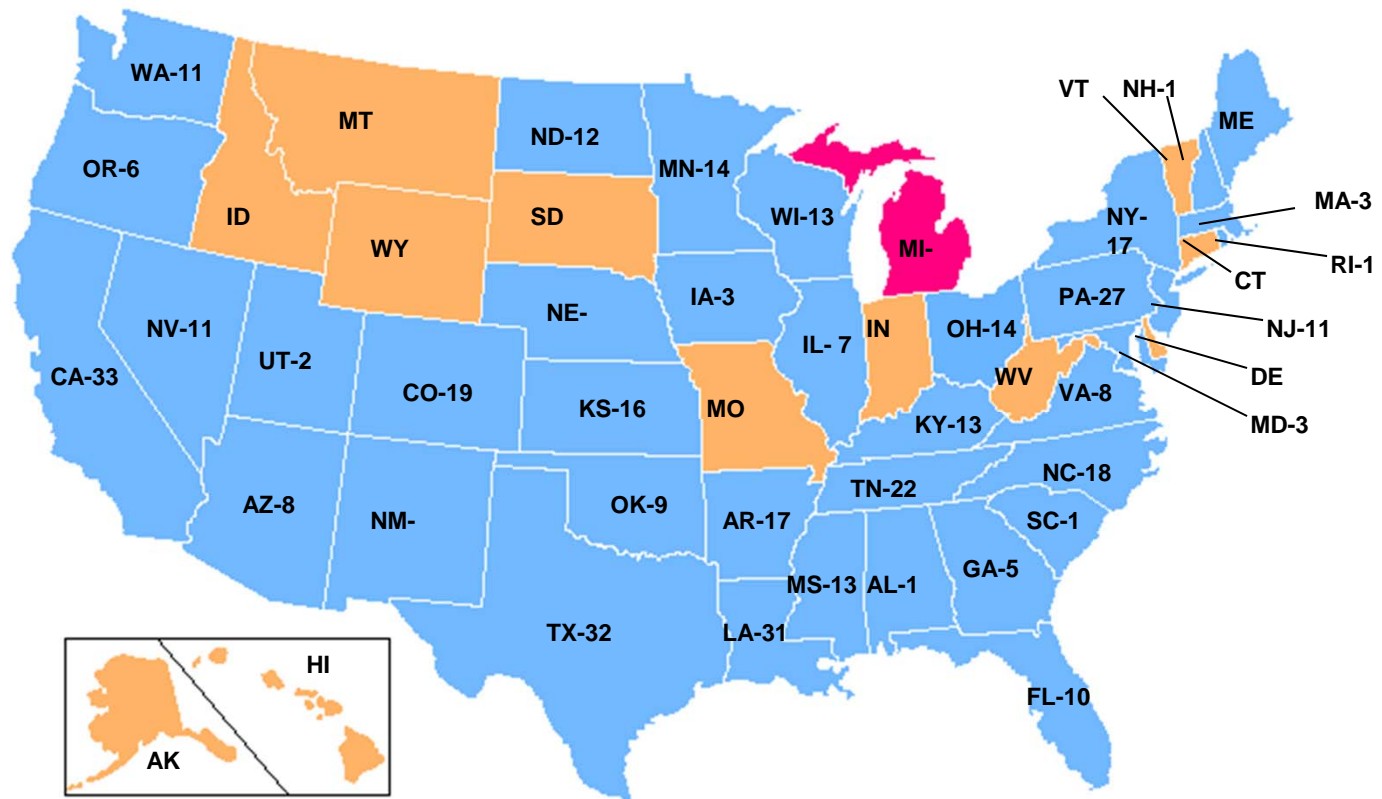 WA-11
MT
ND-12
VT
NH-1
ME
OR-6
MN-14
ID
SD
WI-13
NY-
17
MA-3
WY
MI-
RI-1
CT
NV-11
NE-
IA-3
PA-27
NJ-11
UT-2
IL- 7
IN
OH-14
DE
CA-33
CO-19
KS-16
MO
WV
VA-8
MD-3
KY-13
AZ-8
NM-
OK-9
AR-17
TN-22
NC-18
SC-1
MS-13
AL-1
GA-5
TX-32
LA-31
HI
FL-10
AK